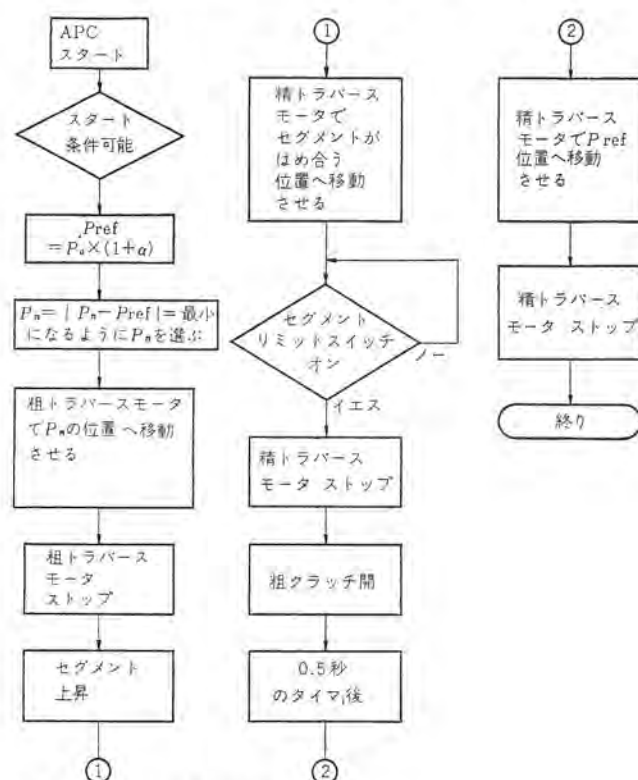 APC
スタート
スタート
条件可能
Pref
=Pₒ×(1+α)
Pₙ=|Pₙ−Pref|=最小
になるようにPₙを選ぶ
粗トラバースモータ
でPₙの位置へ移動
させる
粗トラバース
モータ
ストップ
セグメント
上昇
①
①
精トラバース
モータで
セグメントが
はめ合う
位置へ移動
させる
セグメント
リミットスイッチ
オン
ノー
イエス
精トラバース
モータ ストップ
粗クラッチ開
0.5秒
のタイマ後
②
②
精トラバース
モータでPref
位置へ移動
させる
精トラバース
モータ ストップ
終り